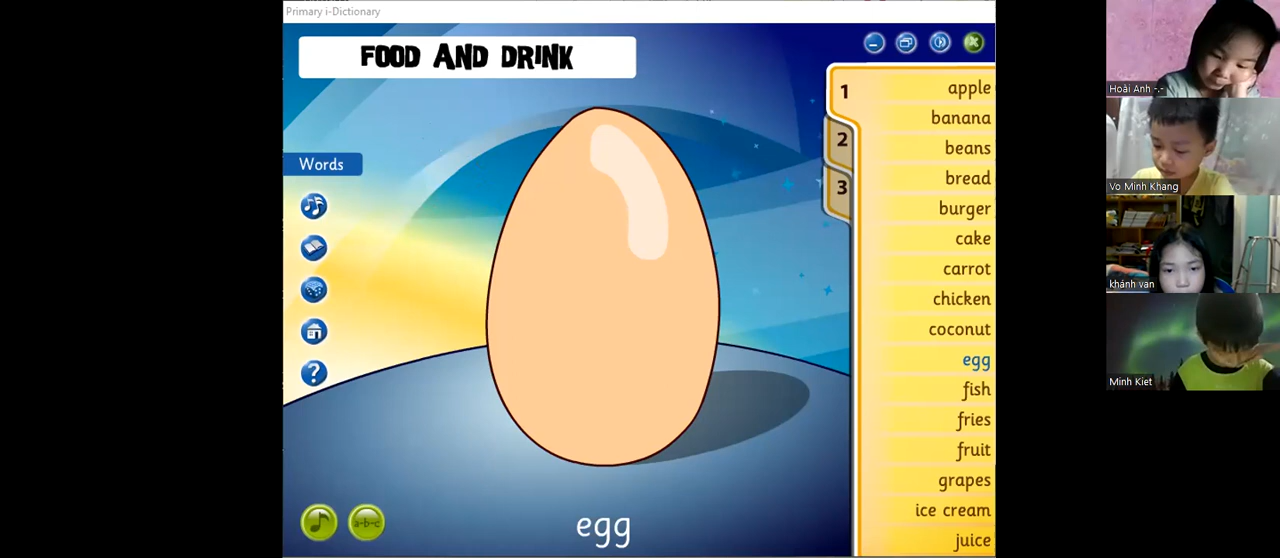 Primary i-Dictionary
FOOD AND DRINK
Words
?
a-b-c
egg
1
2
3
apple
banana
beans
bread
burger
cake
carrot
chicken
coconut
egg
fish
fries
fruit
grapes
ice cream
juice
Hoài Anh -.-
Vo Minh Khang
khánh van
Minh Kiet